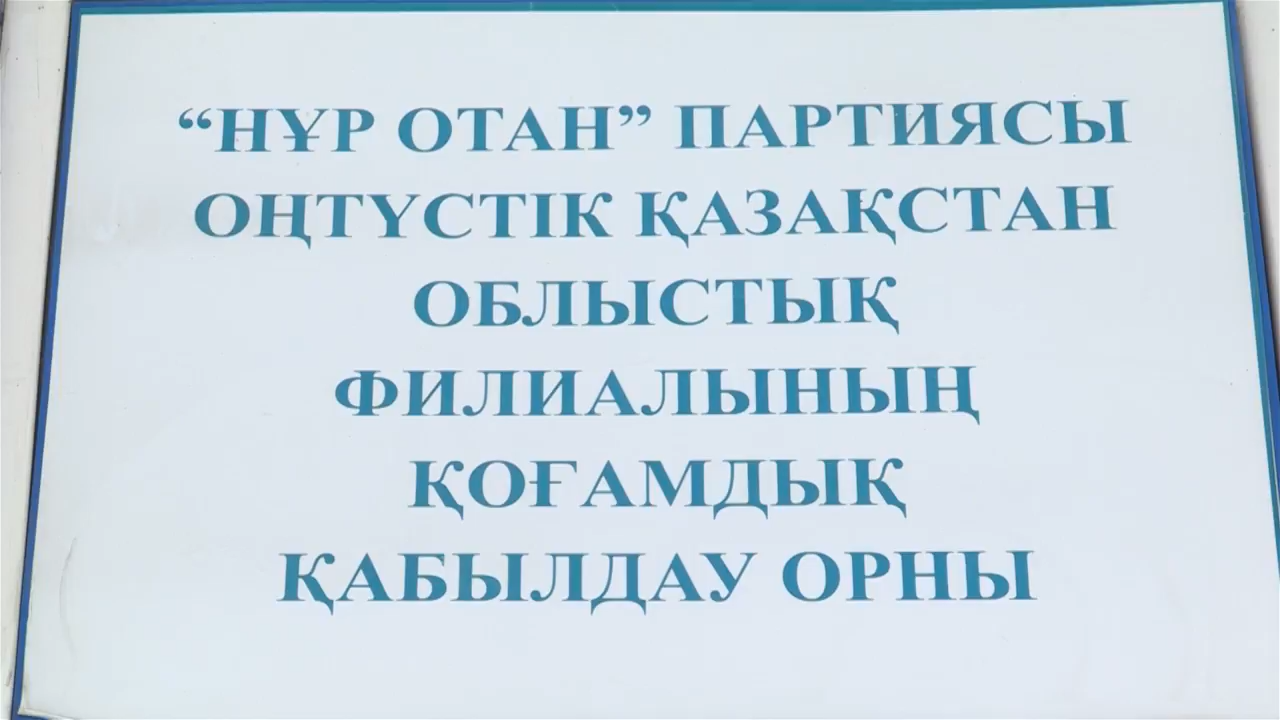 “НҰР ОТАН” ПАРТИЯСЫ
ОҢТҮСТІК ҚАЗАҚСТАН
ОБЛЫСТЫҚ
ФИЛИАЛЫНЫҢ
ҚОҒАМДЫҚ
ҚАБЫЛДАУ ОРНЫ